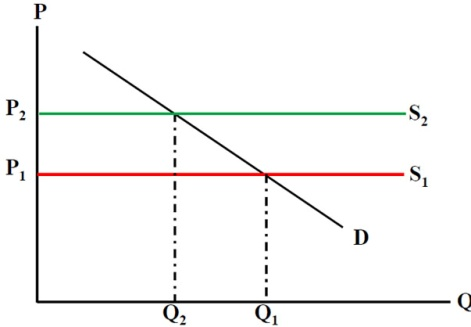 P
P₂
S₂
P₁
S₁
D
Q
Q₂
Q₁